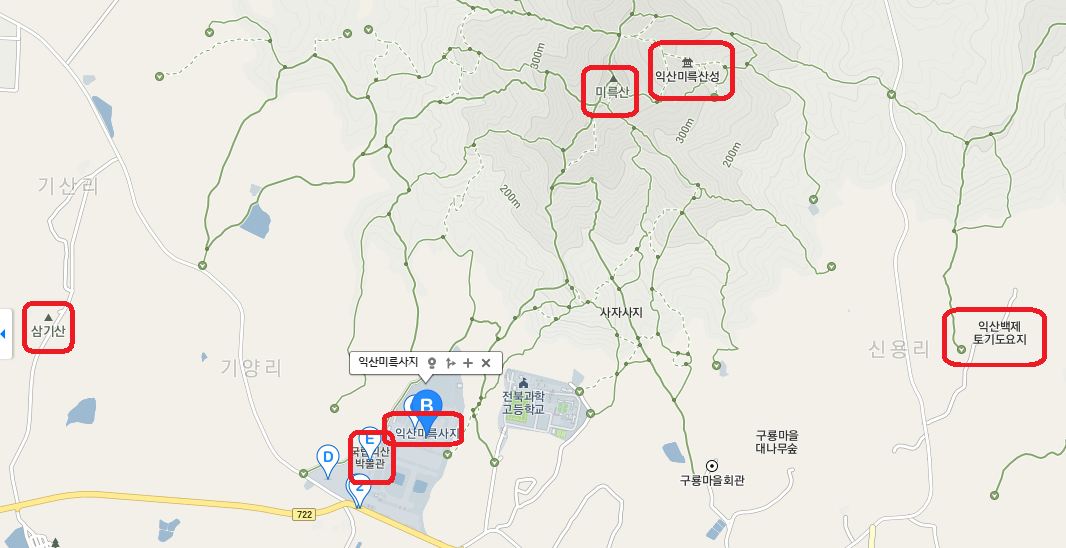 300m
익산미륵산성
미륵산
300m
200m
기산리
200m
사자사지
삼기산
익산백제
토기도요지
신용리
익산미륵사지
기양리
전북과학
고등학교
B
익산미륵사지
E
국립익산
박물관
D
구룡마을
대나무숲
구룡마을회관
Z
722